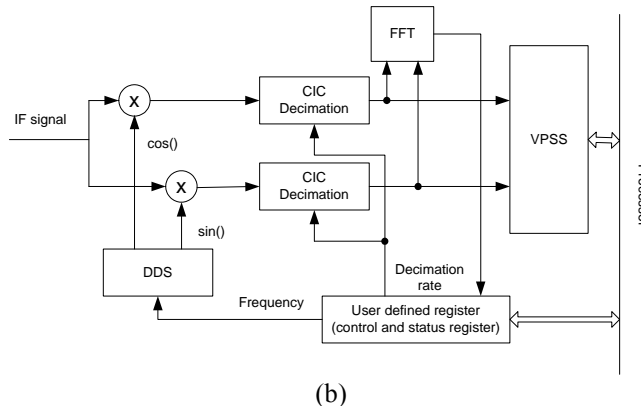 FFT
CIC
Decimation
X
IF signal
VPSS
cos()
CIC
Decimation
X
Processor
sin()
DDS
Decimation
rate
Frequency
User defined register
(control and status register)
(b)